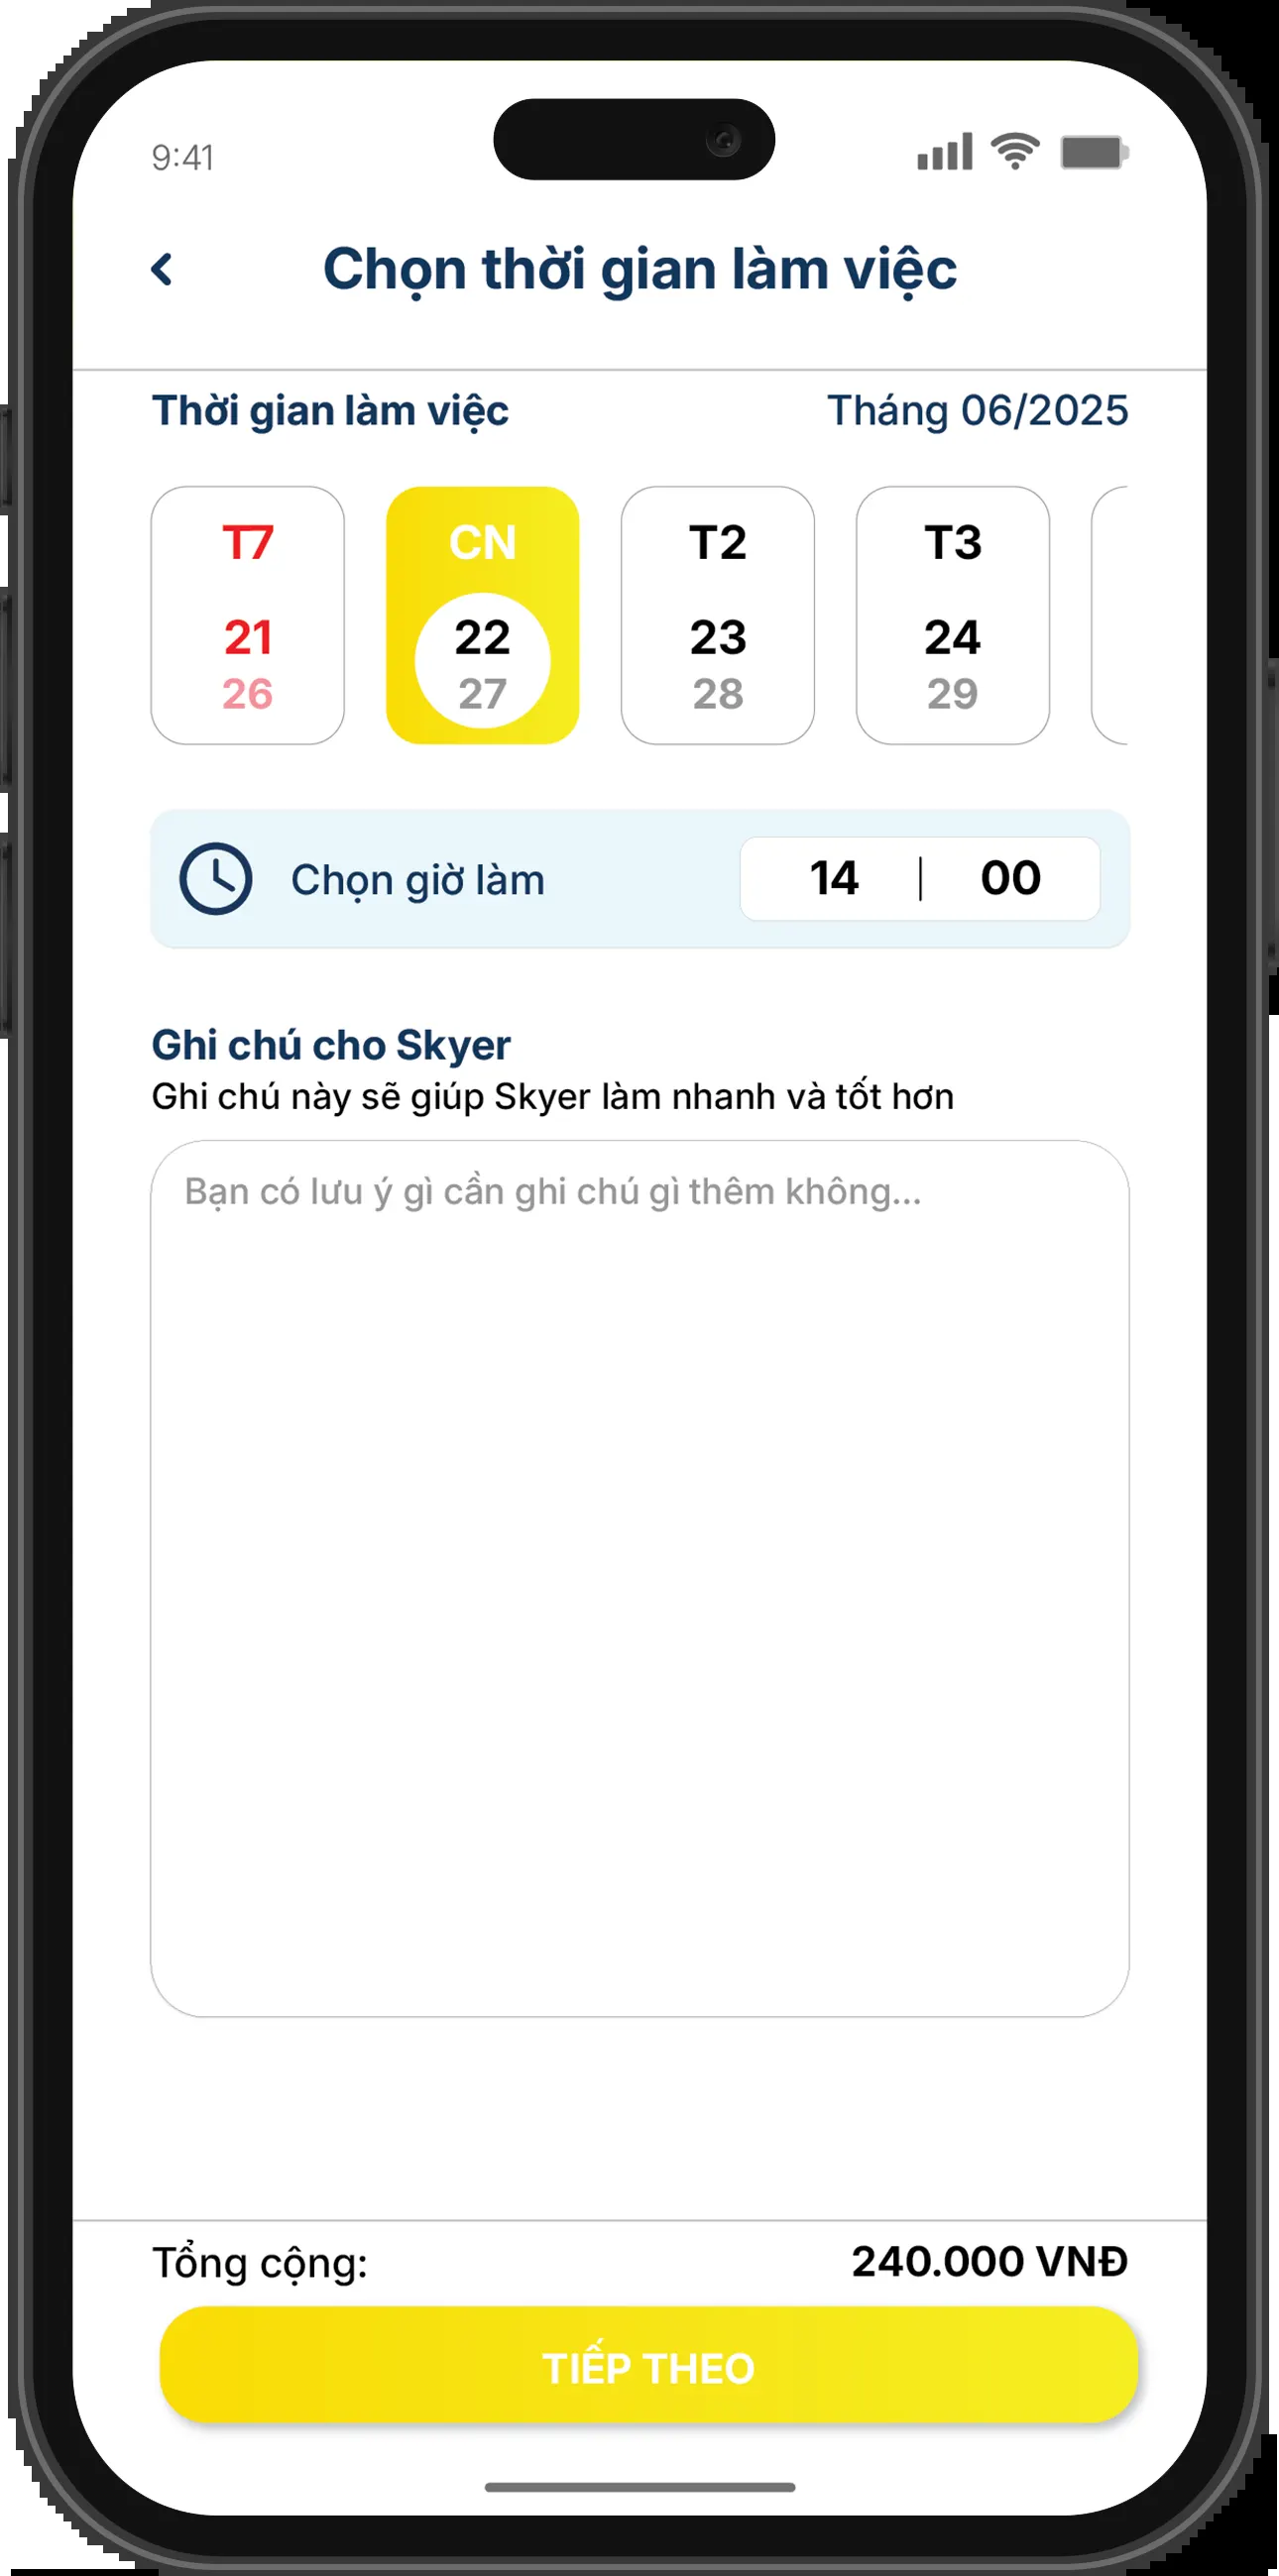 9:41
Chọn thời gian làm việc
Thời gian làm việc Tháng 06/2025
T7 CN T2 T3
21 22 23 24
26 27 28 29
Chọn giờ làm 14 | 00
Ghi chú cho Skyer
Ghi chú này sẽ giúp Skyer làm nhanh và tốt hơn
Bạn có lưu ý gì cần ghi chú gì thêm không...
Tổng cộng: 240.000 VNĐ
TIẾP THEO